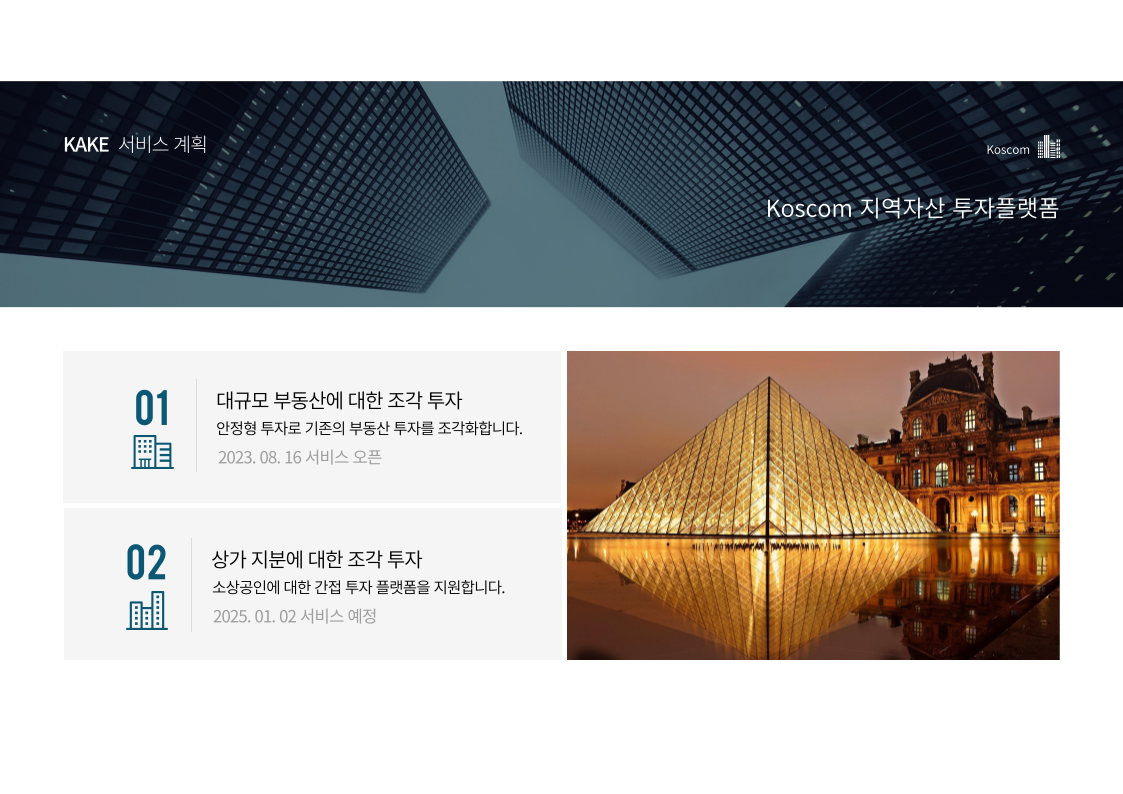 KAKE 서비스 계획
Koscom
Koscom 지역자산 투자플랫폼
01
대규모 부동산에 대한 조각 투자
안정형 투자로 기존의 부동산 투자를 조각화합니다.
2023. 08. 16 서비스 오픈
02
상가 지분에 대한 조각 투자
소상공인에 대한 간접 투자 플랫폼을 지원합니다.
2025. 01. 02 서비스 예정